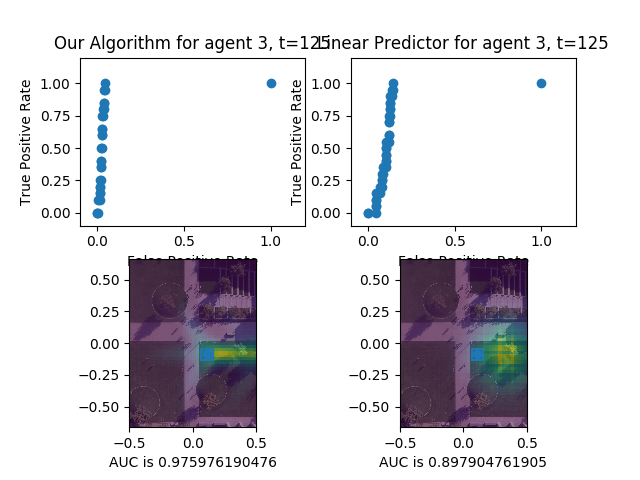 Our Algorithm for agent 3, t=125
Linear Predictor for agent 3, t=125
True Positive Rate
1.00
0.75
0.50
0.25
0.00
0.0 0.5 1.0
False Positive Rate
True Positive Rate
1.00
0.75
0.50
0.25
0.00
0.0 0.5 1.0
False Positive Rate
0.50
0.25
0.00
−0.25
−0.50
−0.5 0.0 0.5
AUC is 0.975976190476
0.50
0.25
0.00
−0.25
−0.50
−0.5 0.0 0.5
AUC is 0.897904761905